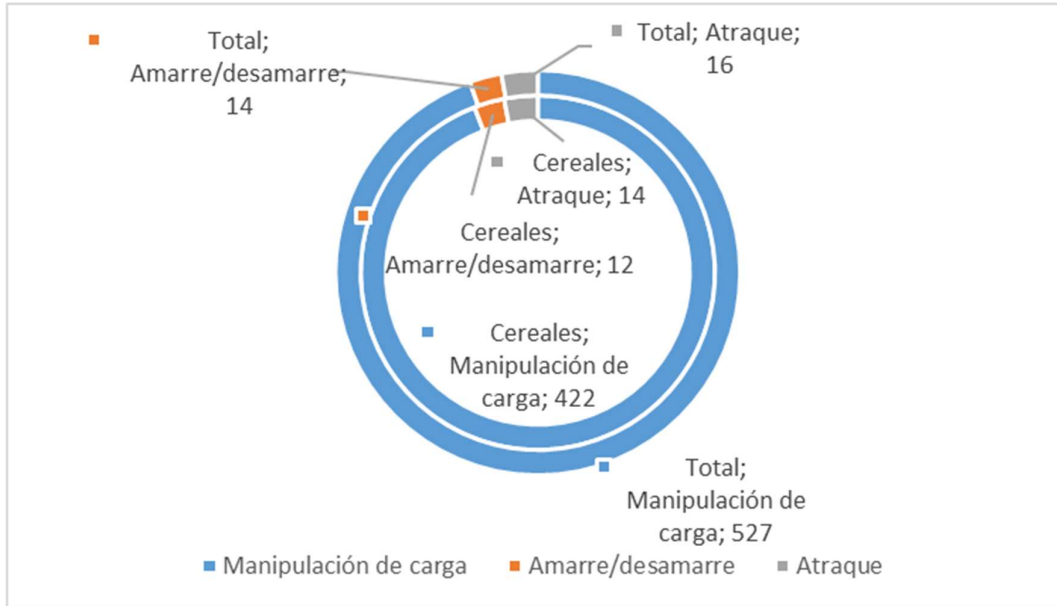 Total;
Amarre/desamarre;
14
Total; Atraque;
16
Cereales;
Atraque; 14
Cereales;
Amarre/desamarre; 12
Cereales;
Manipulación de
carga; 422
Total;
Manipulación de
carga; 527
Manipulación de carga
Amarre/desamarre
Atraque